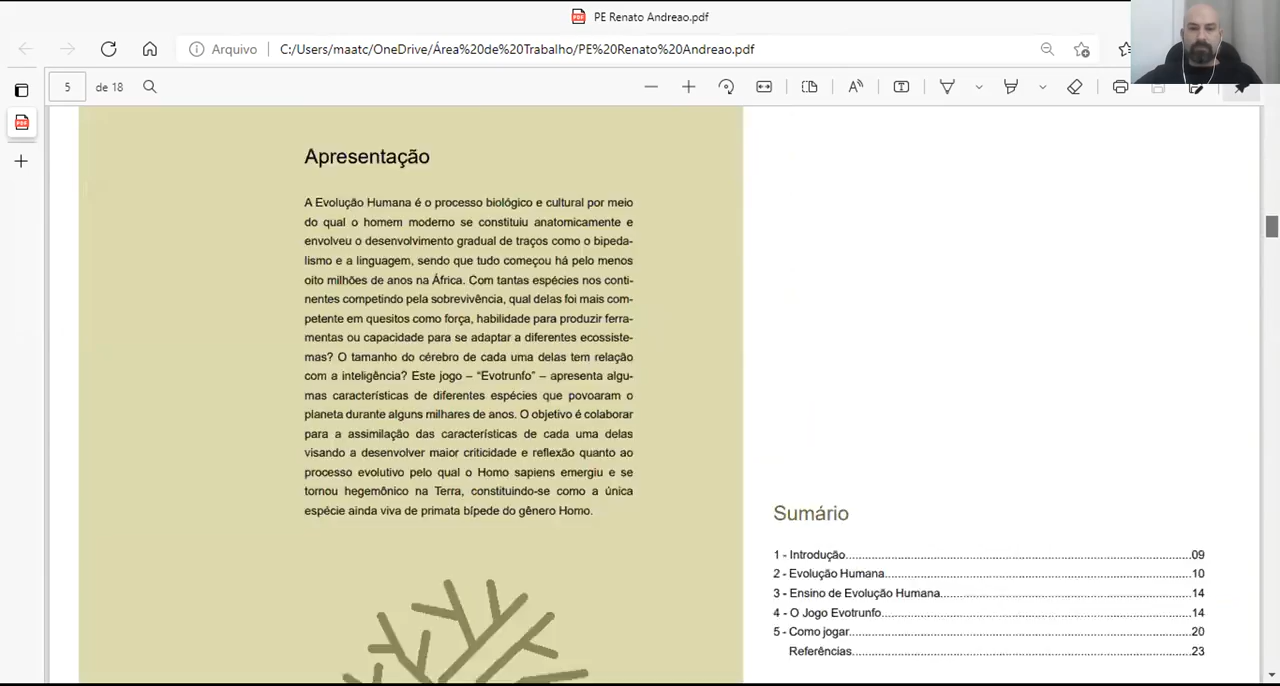 PE Renato Andreao.pdf
Arquivo C:/Users/maatc/OneDrive/Área%20de%20Trabalho/PE%20Renato%20Andreao.pdf
5 de 18
Apresentação
A Evolução Humana é o processo biológico e cultural por meio
do qual o homem moderno se constituiu anatomicamente e
envolveu o desenvolvimento gradual de traços como o bipeda-
lismo e a linguagem, sendo que tudo começou há pelo menos
oito milhões de anos na África. Com tantas espécies nos conti-
nentes competindo pela sobrevivência, qual delas foi mais com-
petente em quesitos como força, habilidade para produzir ferra-
mentas ou capacidade para se adaptar a diferentes ecossiste-
mas? O tamanho do cérebro de cada uma delas tem relação
com a inteligência? Este jogo – “Evotrunfo” – apresenta algu-
mas características de diferentes espécies que povoaram o
planeta durante alguns milhares de anos. O objetivo é colaborar
para a assimilação das características de cada uma delas
visando a desenvolver maior criticidade e reflexão quanto ao
processo evolutivo pelo qual o Homo sapiens emergiu e se
tornou hegemônico na Terra, constituindo-se como a única
espécie ainda viva de primata bípede do gênero Homo.
Sumário
1 - Introdução..........09
2 - Evolução Humana..........10
3 - Ensino de Evolução Humana..........14
4 - O Jogo Evotrunfo..........14
5 - Como jogar..........20
Referências..........23